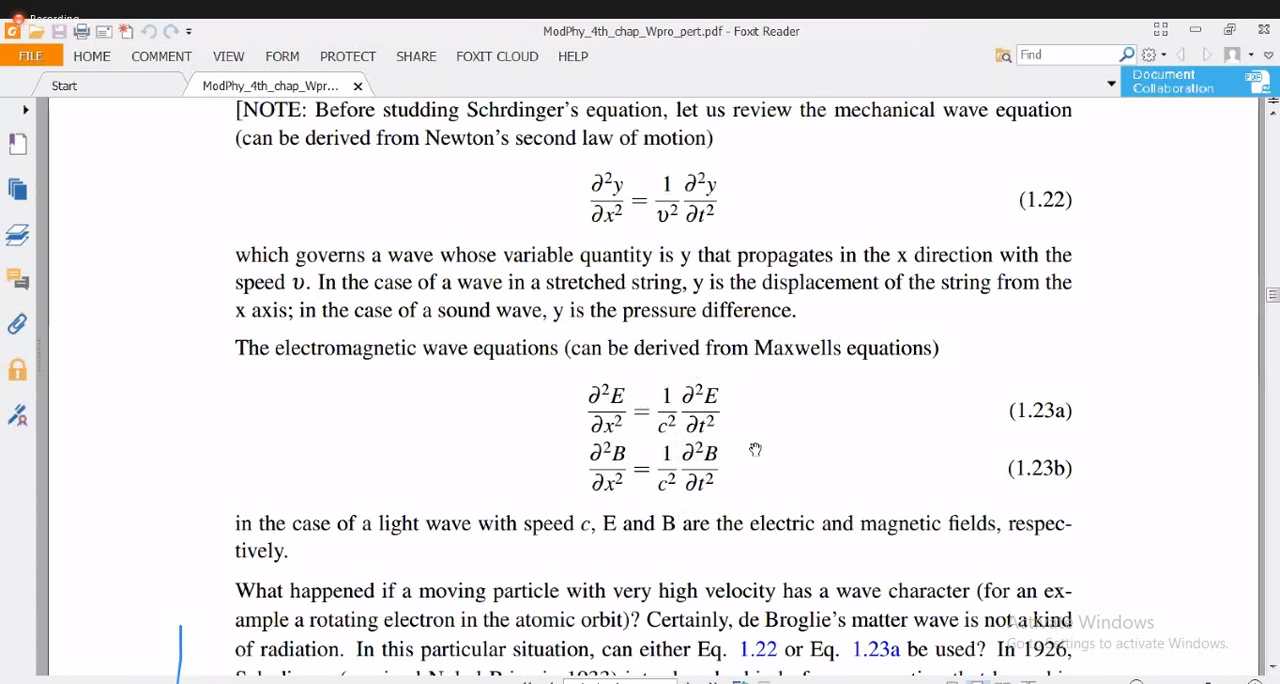 Recording
ModPhy_4th_chap_Wpro_pert.pdf - Foxit Reader
FILE HOME COMMENT VIEW FORM PROTECT SHARE FOXIT CLOUD HELP
Find
Start
ModPhy_4th_chap_Wpr...
Document
Collaboration
[NOTE: Before studding Schrdinger’s equation, let us review the mechanical wave equation
(can be derived from Newton’s second law of motion)
∂²y/∂x² = 1/υ² ∂²y/∂t² (1.22)
which governs a wave whose variable quantity is y that propagates in the x direction with the
speed υ. In the case of a wave in a stretched string, y is the displacement of the string from the
x axis; in the case of a sound wave, y is the pressure difference.
The electromagnetic wave equations (can be derived from Maxwells equations)
∂²E/∂x² = 1/c² ∂²E/∂t² (1.23a)
∂²B/∂x² = 1/c² ∂²B/∂t² (1.23b)
in the case of a light wave with speed c, E and B are the electric and magnetic fields, respec-
tively.
What happened if a moving particle with very high velocity has a wave character (for an ex-
ample a rotating electron in the atomic orbit)? Certainly, de Broglie’s matter wave is not a kind
of radiation. In this particular situation, can either Eq. 1.22 or Eq. 1.23a be used? In 1926,
Activate Windows
Go to Settings to activate Windows.